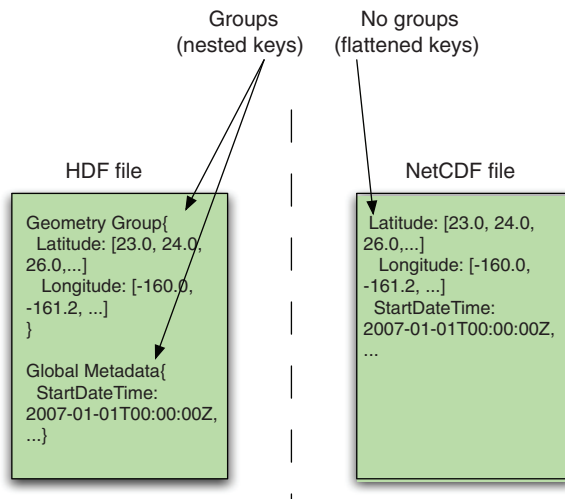 Groups
(nested keys)
No groups
(flattened keys)
HDF file
Geometry Group{
Latitude: [23.0, 24.0,
26.0,...]
Longitude: [-160.0,
-161.2, ...]
}
Global Metadata{
StartDateTime:
2007-01-01T00:00:00Z,
...}
NetCDF file
Latitude: [23.0, 24.0,
26.0,...]
Longitude: [-160.0,
-161.2, ...]
StartDateTime:
2007-01-01T00:00:00Z,
...